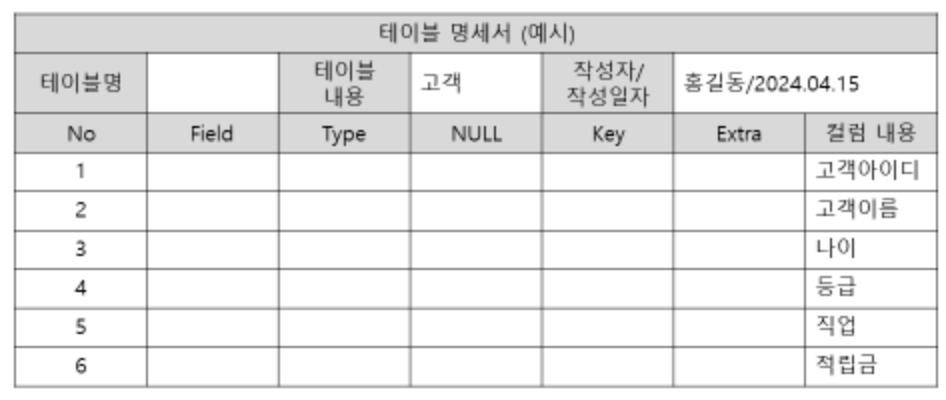 테이블 명세서 (예시)
테이블명 테이블 내용 고객 작성자/ 작성일자 홍길동/2024.04.15
No Field Type NULL Key Extra 컬럼 내용
1 고객아이디
2 고객이름
3 나이
4 등급
5 직업
6 적립금